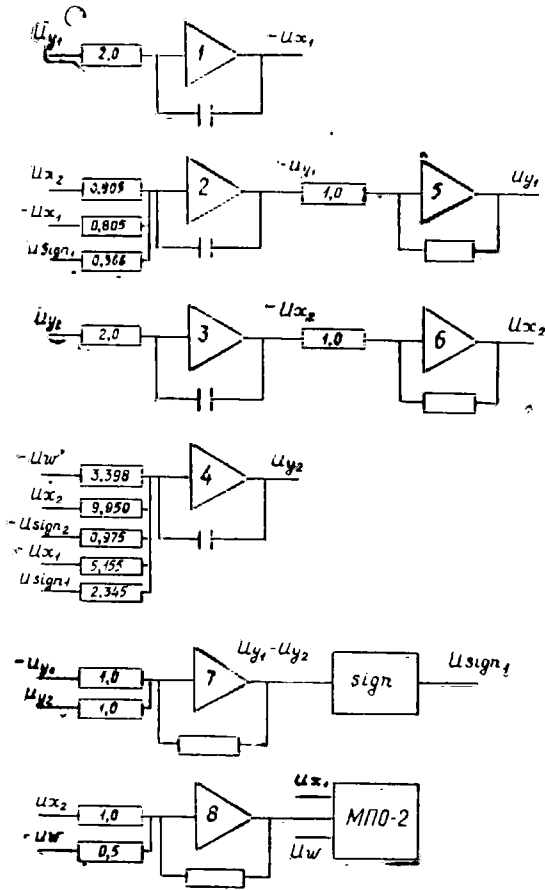 Uy₁ 2,0 1 -Ux₁
Ux₂ 0,805 2 -Uy₁ 1,0 5 Uy₁
-Ux₁ 0,805
Usign₁ 0,366
Uy₂ 2,0 3 -Ux₂ 1,0 6 Ux₂
-Uw 3,398 4 Uy₂
Ux₂ 9,950
-Usign₂ 0,975
-Ux₁ 5,155
Usign₁ 2,345
-Uy₁ 1,0 7 Uy₁-Uy₂ sign Usign₁
Uy₂ 1,0
Ux₂ 1,0 8 Ux₁ МПО-2
-Uw 0,5 Uw